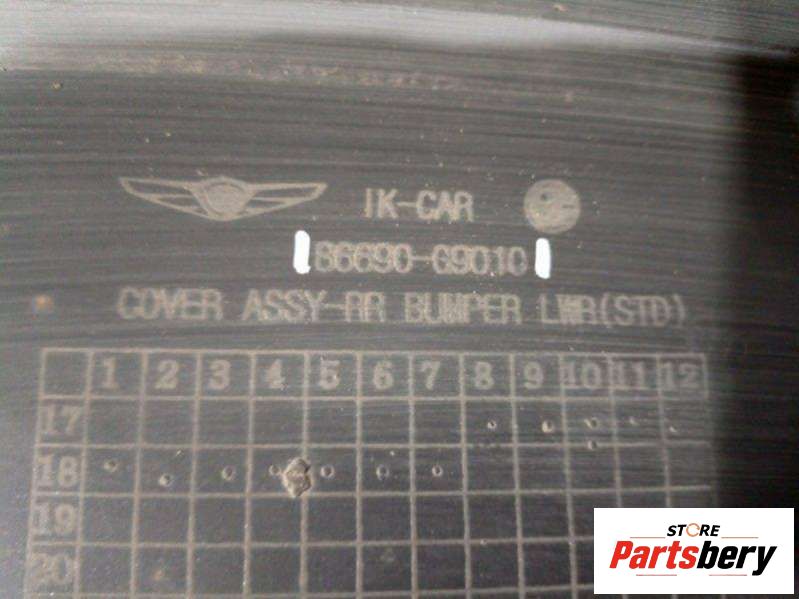 IK-CAR
86690-G9010
COVER ASSY-RR BUMPER LWR(STD)
1 2 3 4 5 6 7 8 9 10 11 12
17
18
19
20
STORE
Partsbery